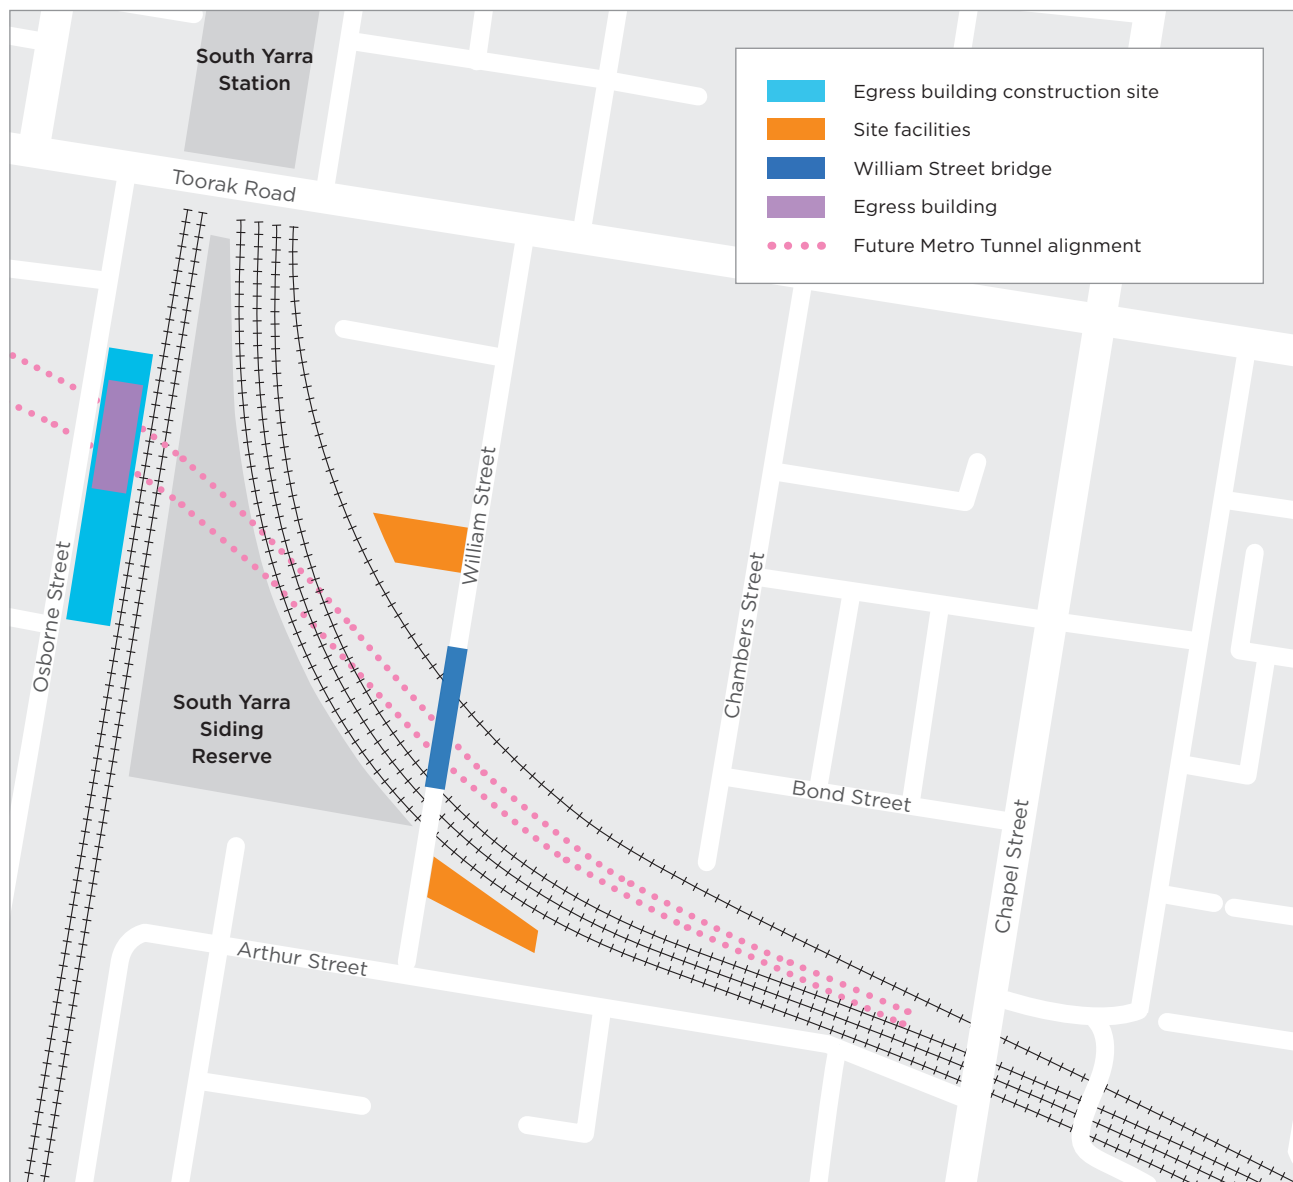 South Yarra
Station
Egress building construction site
Site facilities
William Street bridge
Egress building
Future Metro Tunnel alignment
Toorak Road
William Street
Osborne Street
Chambers Street
South Yarra
Siding
Reserve
Bond Street
Chapel Street
Arthur Street